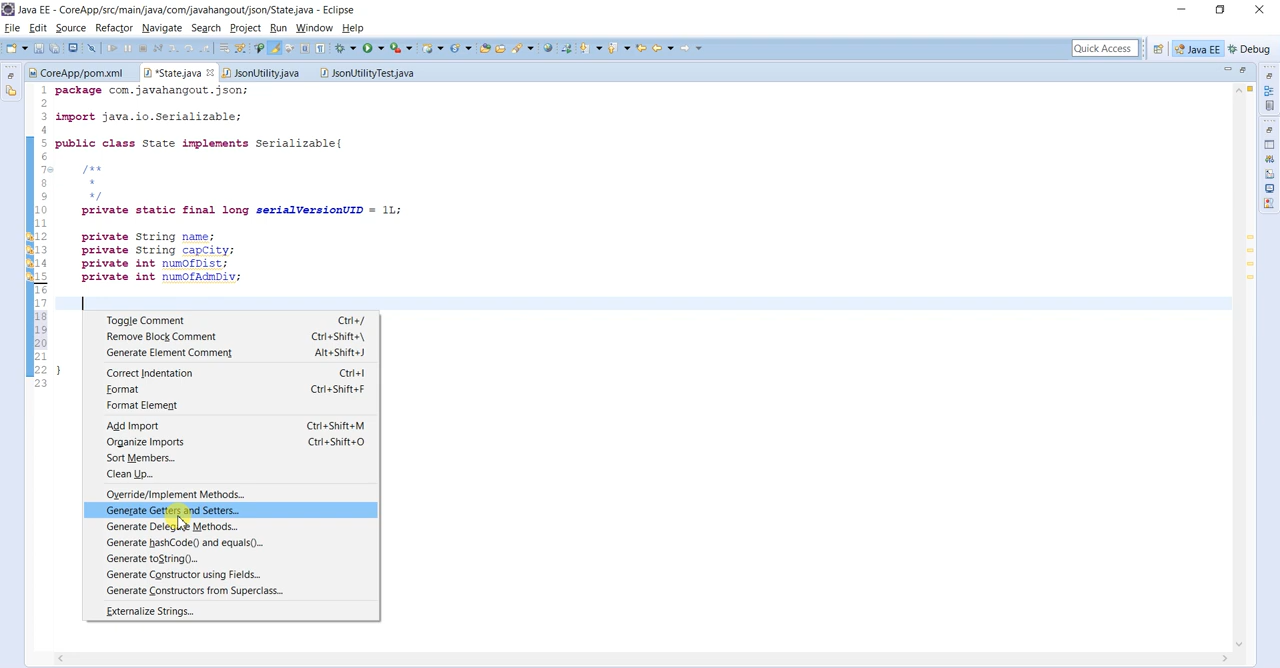 Java EE - CoreApp/src/main/java/com/javahangout/json/State.java - Eclipse
File Edit Source Refactor Navigate Search Project Run Window Help
Quick Access Java EE Debug
CoreApp/pom.xml *State.java JsonUtility.java JsonUtilityTest.java
1 package com.javahangout.json;
2
3 import java.io.Serializable;
4
5 public class State implements Serializable{
6
7 /**
8 *
9 */
10 private static final long serialVersionUID = 1L;
11
12 private String name;
13 private String capCity;
14 private int numOfDist;
15 private int numOfAdmDiv;
16
17
18
19
20
21
22 }
23
Toggle Comment Ctrl+/
Remove Block Comment Ctrl+Shift+\
Generate Element Comment Alt+Shift+J
Correct Indentation Ctrl+I
Format Ctrl+Shift+F
Format Element
Add Import Ctrl+Shift+M
Organize Imports Ctrl+Shift+O
Sort Members...
Clean Up...
Override/Implement Methods...
Generate Getters and Setters...
Generate Delegate Methods...
Generate hashCode() and equals()...
Generate toString()...
Generate Constructor using Fields...
Generate Constructors from Superclass...
Externalize Strings...